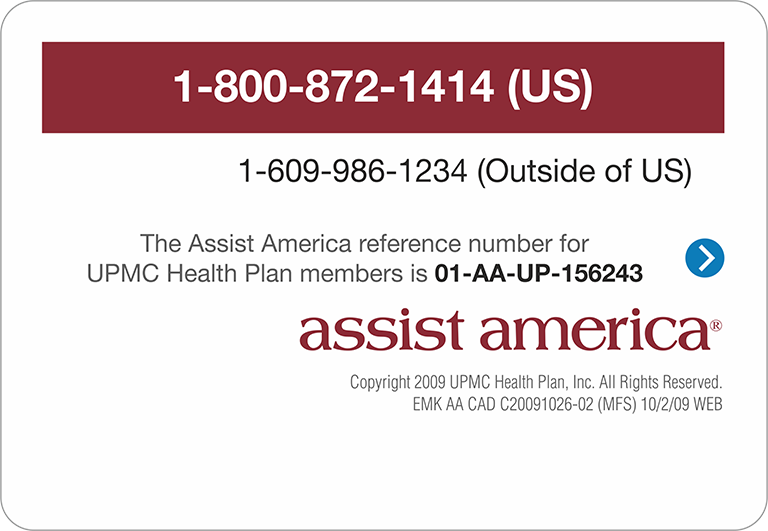 1-800-872-1414 (US)
1-609-986-1234 (Outside of US)
The Assist America reference number for
UPMC Health Plan members is 01-AA-UP-156243
assist america®
Copyright 2009 UPMC Health Plan, Inc. All Rights Reserved.
EMK AA CAD C20091026-02 (MFS) 10/2/09 WEB